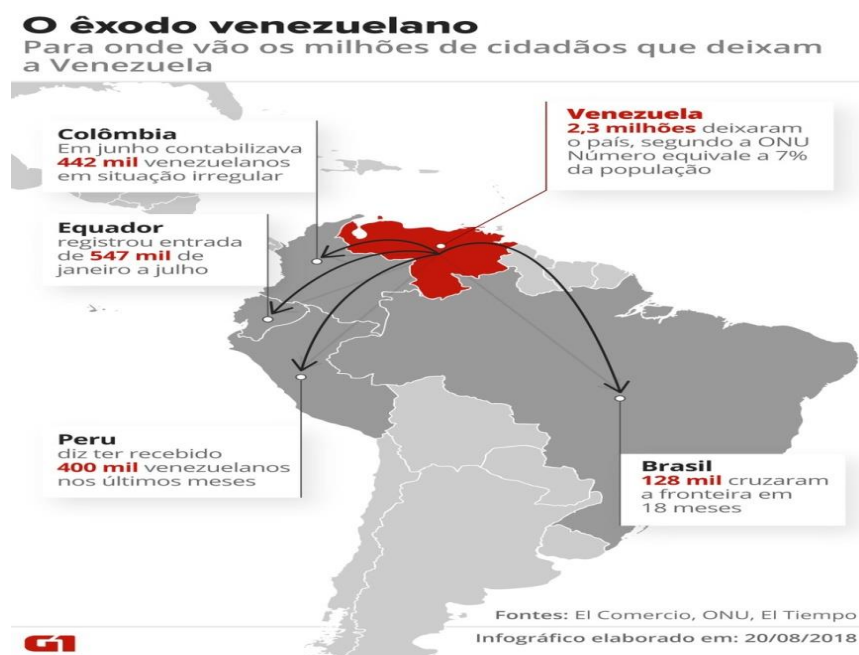 O êxodo venezuelano
Para onde vão os milhões de cidadãos que deixam
a Venezuela
Colômbia
Em junho contabilizava
442 mil venezuelanos
em situação irregular
Venezuela
2,3 milhões deixaram
o país, segundo a ONU
Número equivale a 7%
da população
Equador
registrou entrada
de 547 mil de
janeiro a julho
Peru
diz ter recebido
400 mil venezuelanos
nos últimos meses
Brasil
128 mil cruzaram
a fronteira em
18 meses
Fontes: El Comercio, ONU, El Tiempo
G1
Infográfico elaborado em: 20/08/2018